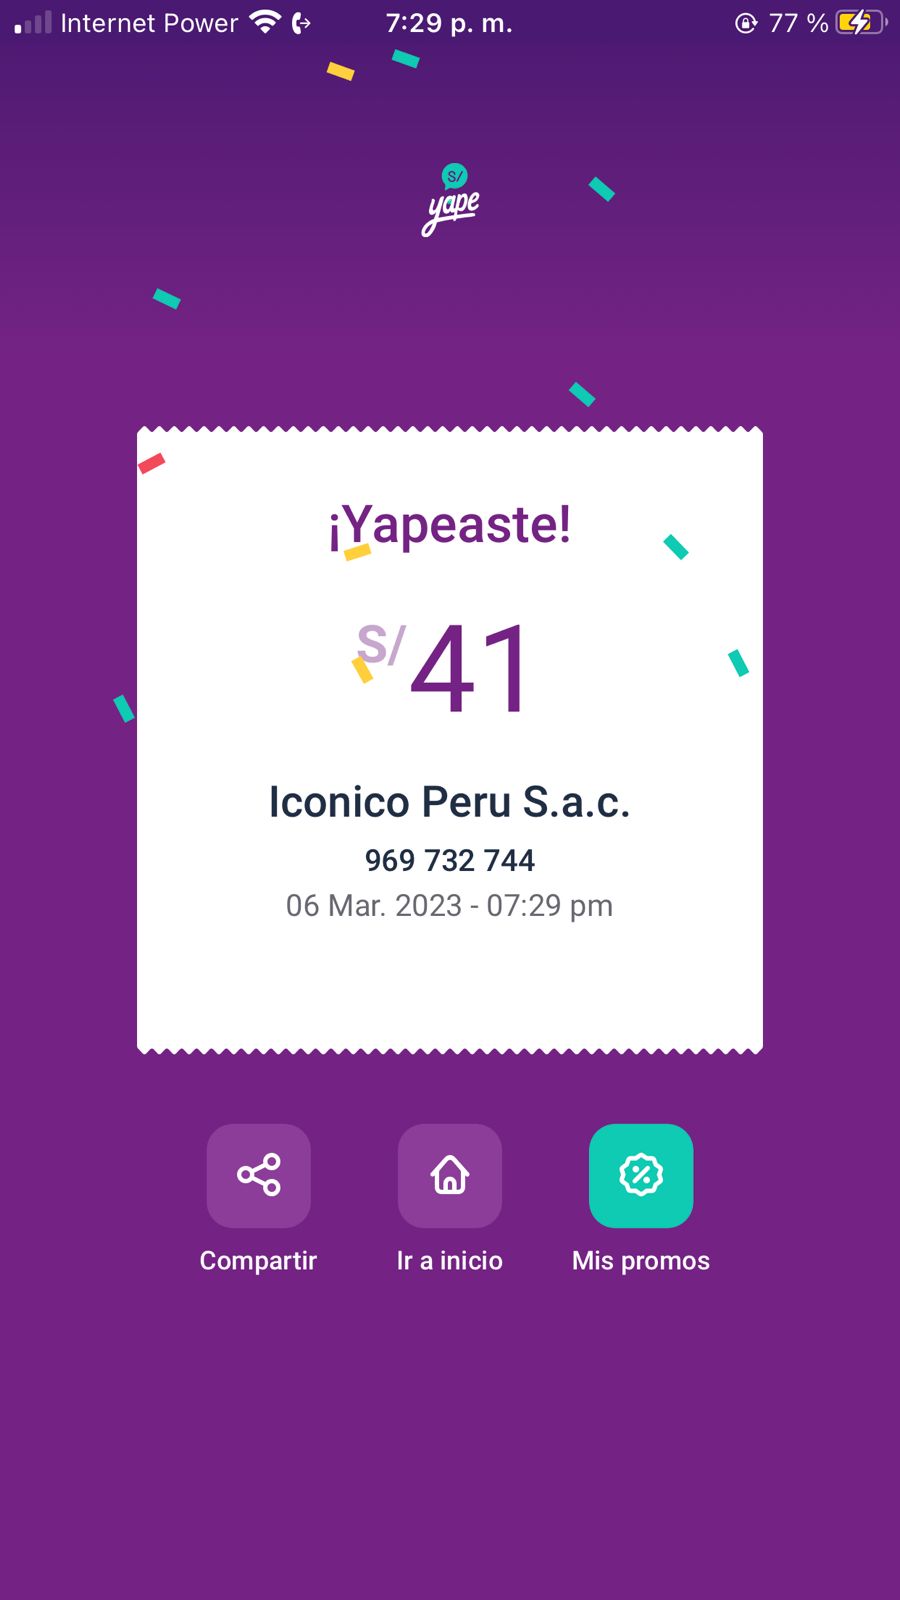 Internet Power 7:29 p. m. 77 %
S/
yape
¡Yapeaste!
S/41
Iconico Peru S.a.c.
969 732 744
06 Mar. 2023 - 07:29 pm
Compartir Ir a inicio Mis promos